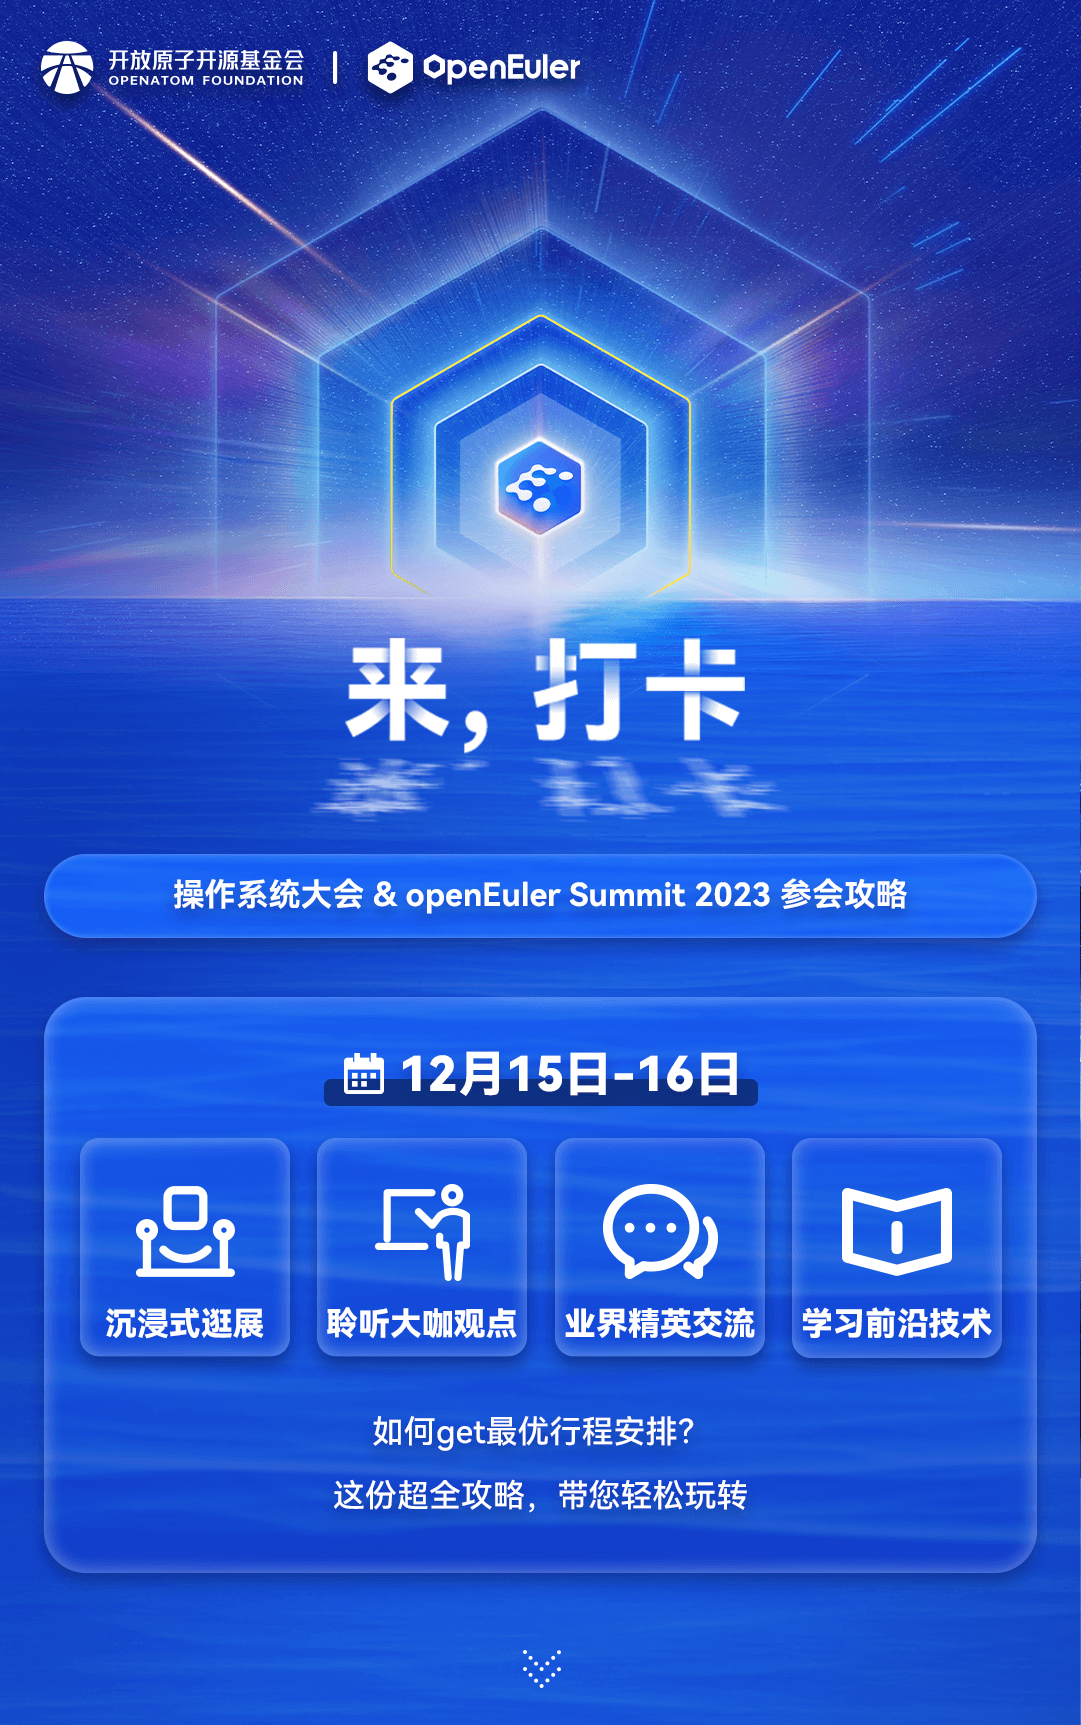 开放原子开源基金会
OPENATOM FOUNDATION
openEuler
来，打卡
操作系统大会 & openEuler Summit 2023 参会攻略
12月15日-16日
沉浸式逛展
聆听大咖观点
业界精英交流
学习前沿技术
如何get最优行程安排？
这份超全攻略，带您轻松玩转